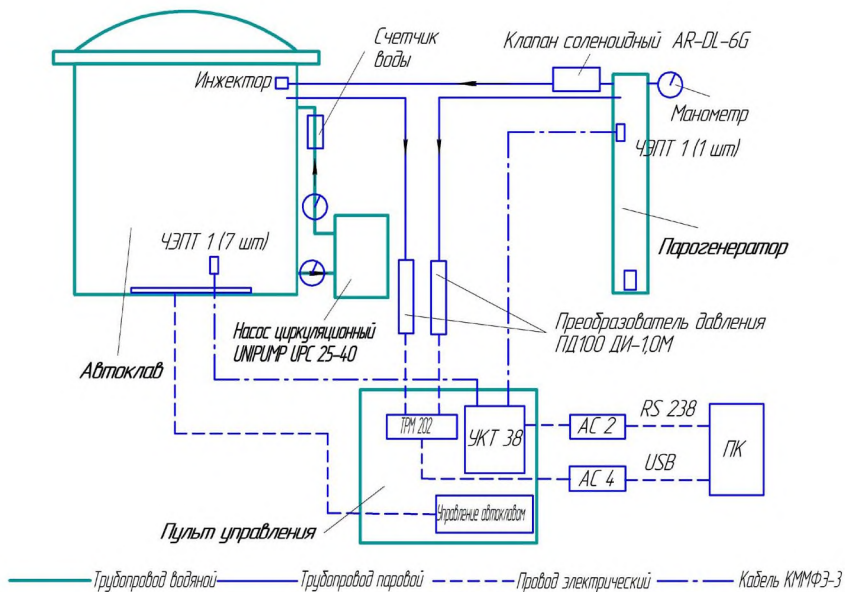 Счетчик
воды
Клапан соленоидный AR-DL-6G
Инжектор
Манометр
ЧЭПТ 1 (1 шт)
ЧЭПТ 1 (7 шт)
Парогенератор
Насос циркуляционный
UNIPUMP UPC 25-40
Преобразователь давления
ПД100 ДИ-1,0М
Автоклав
ТРМ 202
УКТ 38
АС 2
RS 238
ПК
АС 4
USB
Управление автоклавом
Пульт управления
Трубопровод водяной
Трубопровод паровой
Провод электрический
Кабель КММФЭ-3